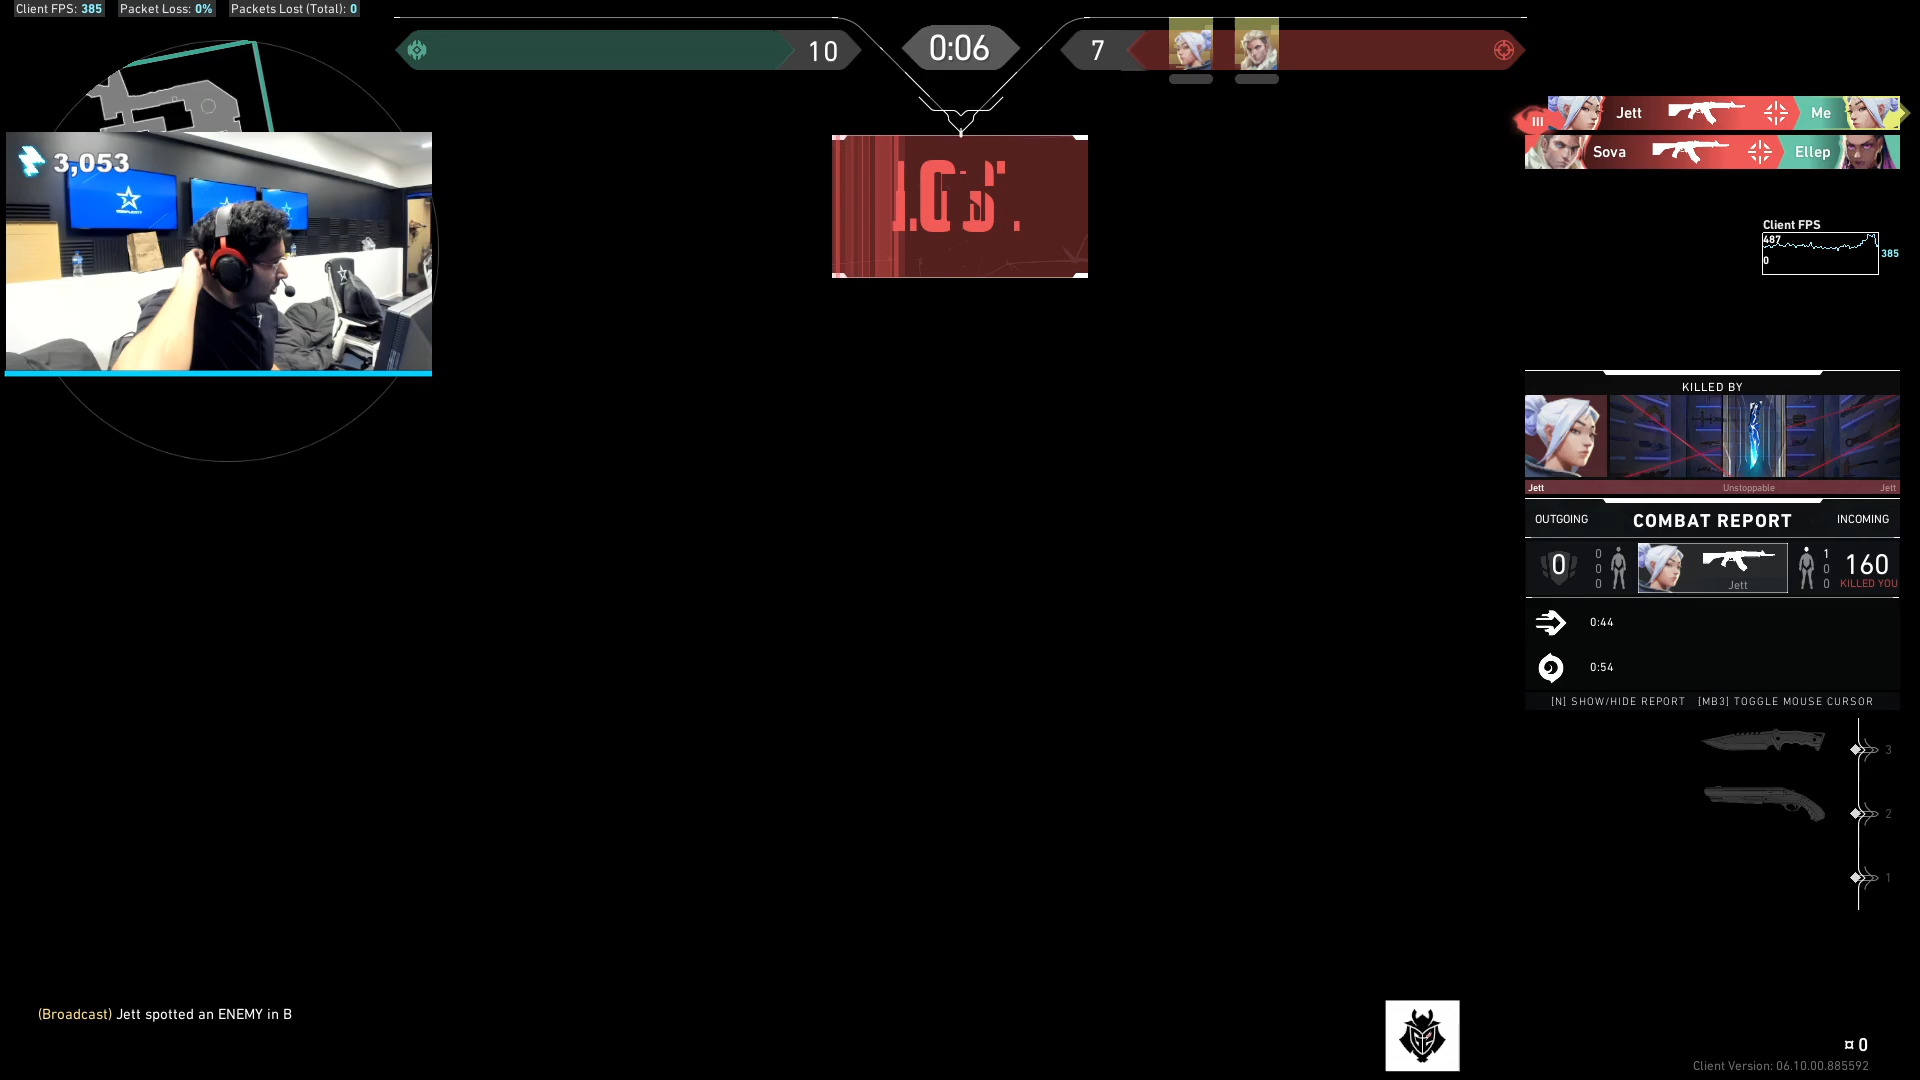 Client FPS: 385 Packet Loss: 0% Packets Lost (Total): 0
10 0:06 7
3,053
Jett Me
Sova Ellep
Client FPS
487
0
385
KILLED BY
Jett Unstoppable Jett
OUTGOING COMBAT REPORT INCOMING
0 0 0 0 Jett 1 0 0 160 KILLED YOU
0:44
0:54
[N] SHOW/HIDE REPORT [MB3] TOGGLE MOUSE CURSOR
3
2
1
(Broadcast) Jett spotted an ENEMY in B
¤ 0
Client Version: 06.10.00.885592